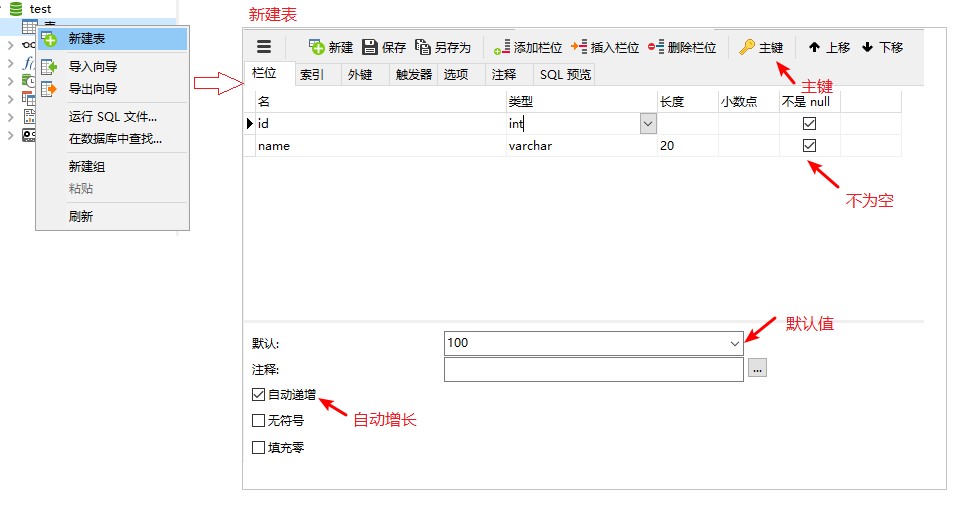 test
表
新建表
导入向导
导出向导
运行 SQL 文件...
在数据库中查找...
新建组
粘贴
刷新
新建表
新建 保存 另存为 添加栏位 插入栏位 删除栏位 主键 上移 下移
主键
栏位 索引 外键 触发器 选项 注释 SQL 预览
名 类型 长度 小数点 不是 null
id int
name varchar 20
不为空
默认值
默认: 100
注释: ...
自动递增
自动增长
无符号
填充零